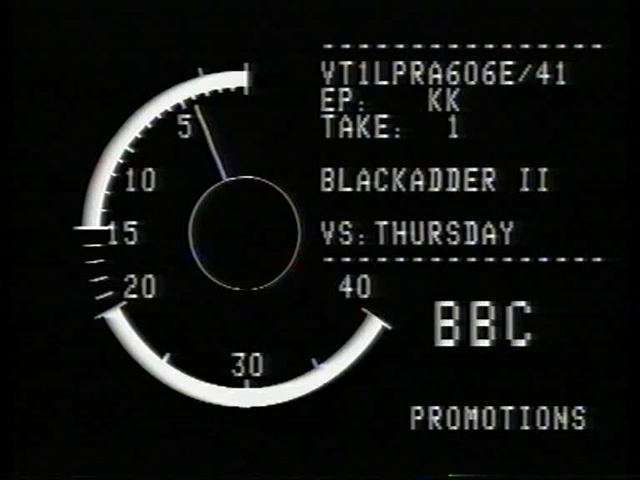 VT1LPRA606E/41
EP: KK
TAKE: 1
BLACKADDER II
VS:THURSDAY
5
10
15
20
30
40
BBC
PROMOTIONS